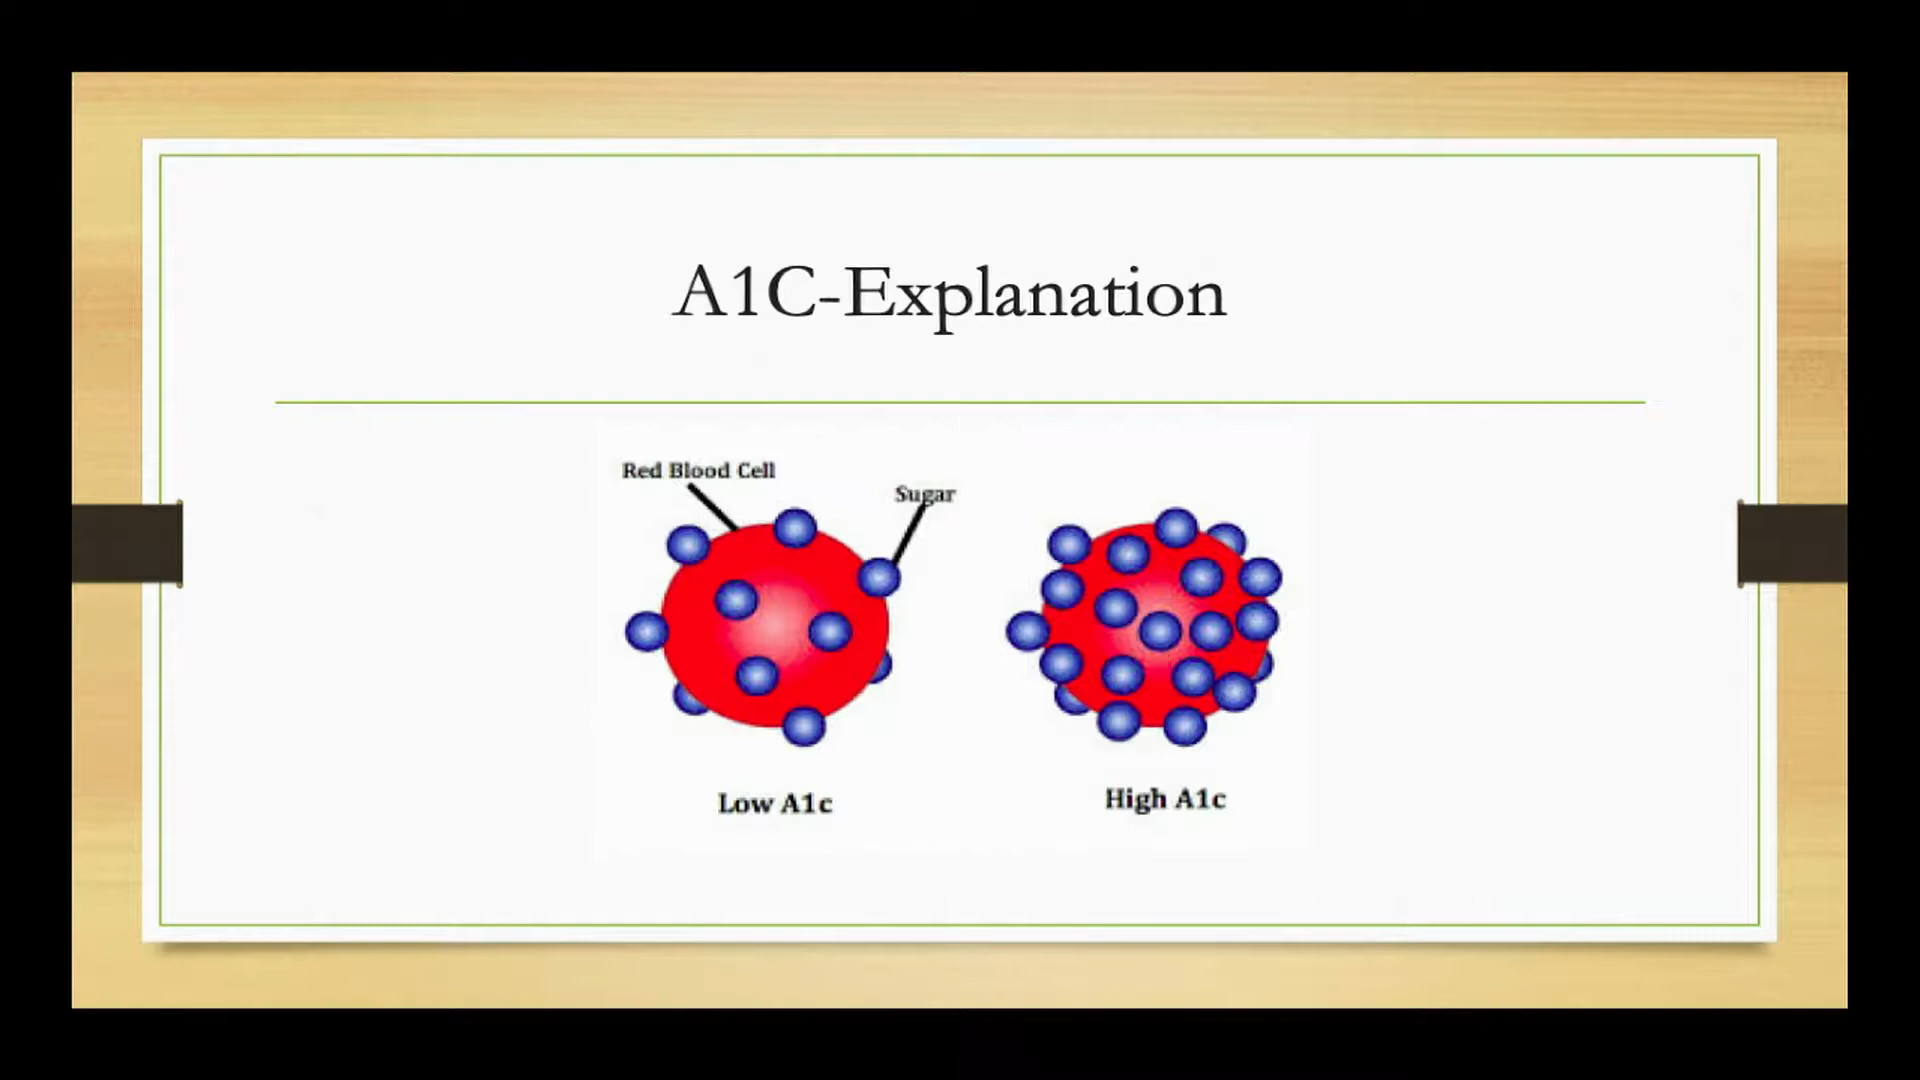 A1C-Explanation
Red Blood Cell
Sugar
Low A1c
High A1c